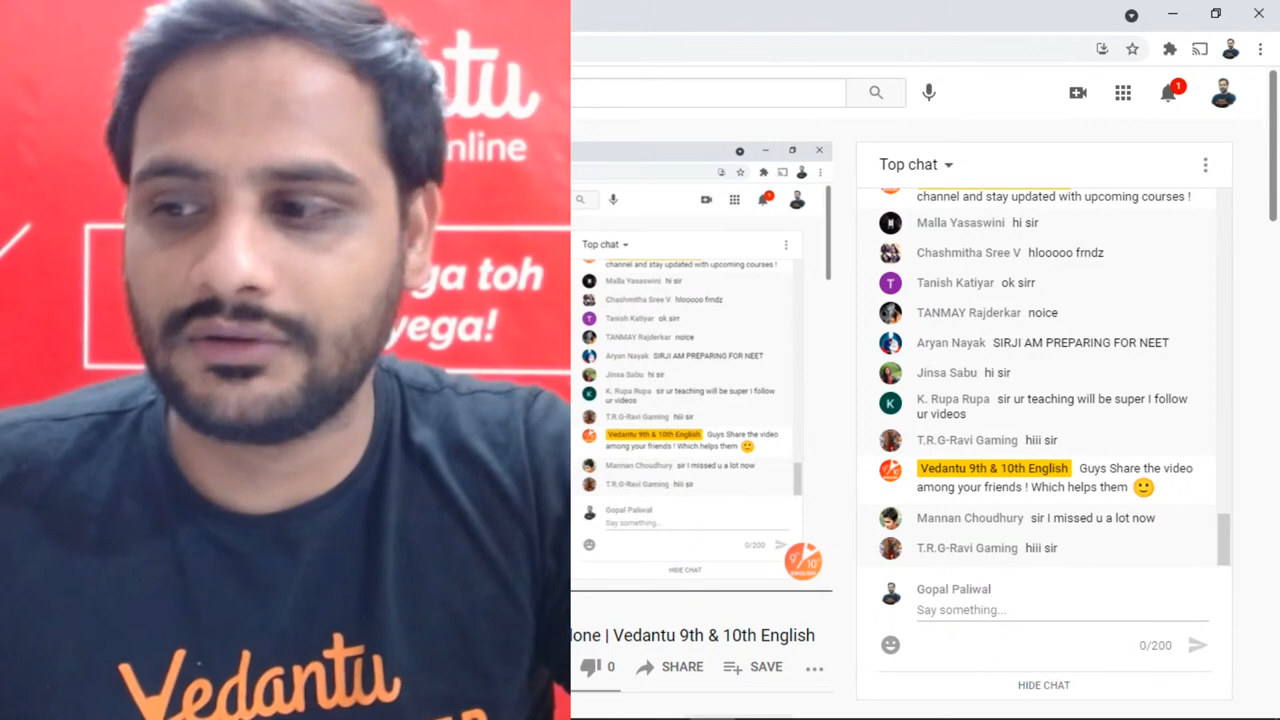 tu
nline
ga toh
yega!
Vedantu
1
Top chat
channel and stay updated with upcoming courses !
Malla Yasaswini hi sir
Chashmitha Sree V hlooooo frndz
T Tanish Katiyar ok sirr
TANMAY Rajderkar noice
Aryan Nayak SIRJI AM PREPARING FOR NEET
Jinsa Sabu hi sir
K K. Rupa Rupa sir ur teaching will be super I follow
ur videos
T.R.G-Ravi Gaming hiii sir
Vedantu 9th & 10th English Guys Share the video
among your friends ! Which helps them
Mannan Choudhury sir I missed u a lot now
T.R.G-Ravi Gaming hiii sir
Gopal Paliwal
Say something...
0/200
HIDE CHAT
9th 10th
ENGLISH
lone | Vedantu 9th & 10th English
0 SHARE SAVE
Top chat
channel and stay updated with upcoming courses !
Malla Yasaswini hi sir
Chashmitha Sree V hlooooo frndz
T Tanish Katiyar ok sirr
TANMAY Rajderkar noice
Aryan Nayak SIRJI AM PREPARING FOR NEET
Jinsa Sabu hi sir
K K. Rupa Rupa sir ur teaching will be super I follow
ur videos
T.R.G-Ravi Gaming hiii sir
Vedantu 9th & 10th English Guys Share the video
among your friends ! Which helps them
Mannan Choudhury sir I missed u a lot now
T.R.G-Ravi Gaming hiii sir
Gopal Paliwal
Say something...
0/200
HIDE CHAT